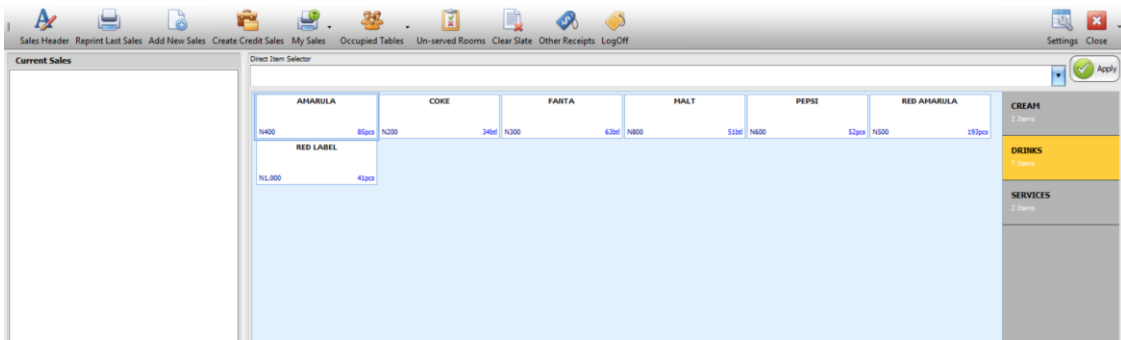 Sales Header Reprint Last Sales Add New Sales Create Credit Sales My Sales Occupied Tables Un-served Rooms Clear Slate Other Receipts LogOff Settings Close
Current Sales
Direct Item Selector
Apply
AMARULA COKE FANTA MALT PEPSI RED AMARULA
N400 85pcs N200 34btl N300 63btl N800 51btl N600 52pcs N500 193pcs
RED LABEL
N1,000 41pcs
CREAM
2 Items
DRINKS
7 Items
SERVICES
2 Items